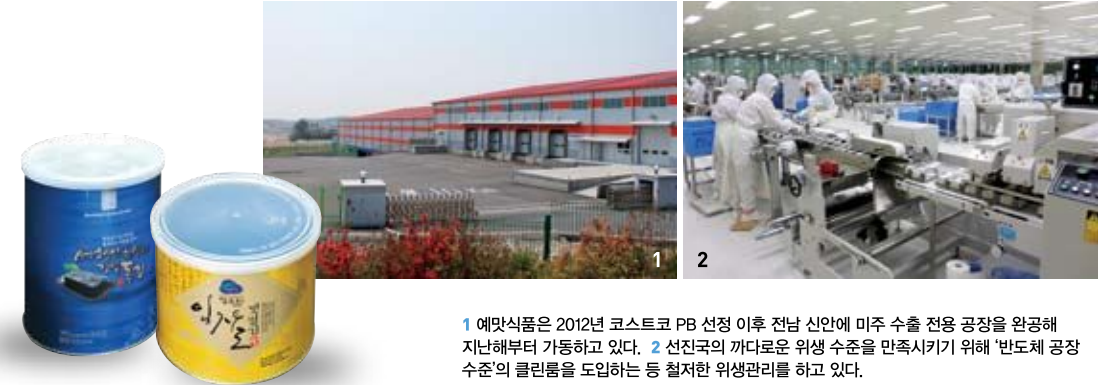 1
2
임자도
1 예맛식품은 2012년 코스트코 PB 선정 이후 전남 신안에 미주 수출 전용 공장을 완공해
지난해부터 가동하고 있다. 2 선진국의 까다로운 위생 수준을 만족시키기 위해 ‘반도체 공장
수준’의 클린룸을 도입하는 등 철저한 위생관리를 하고 있다.